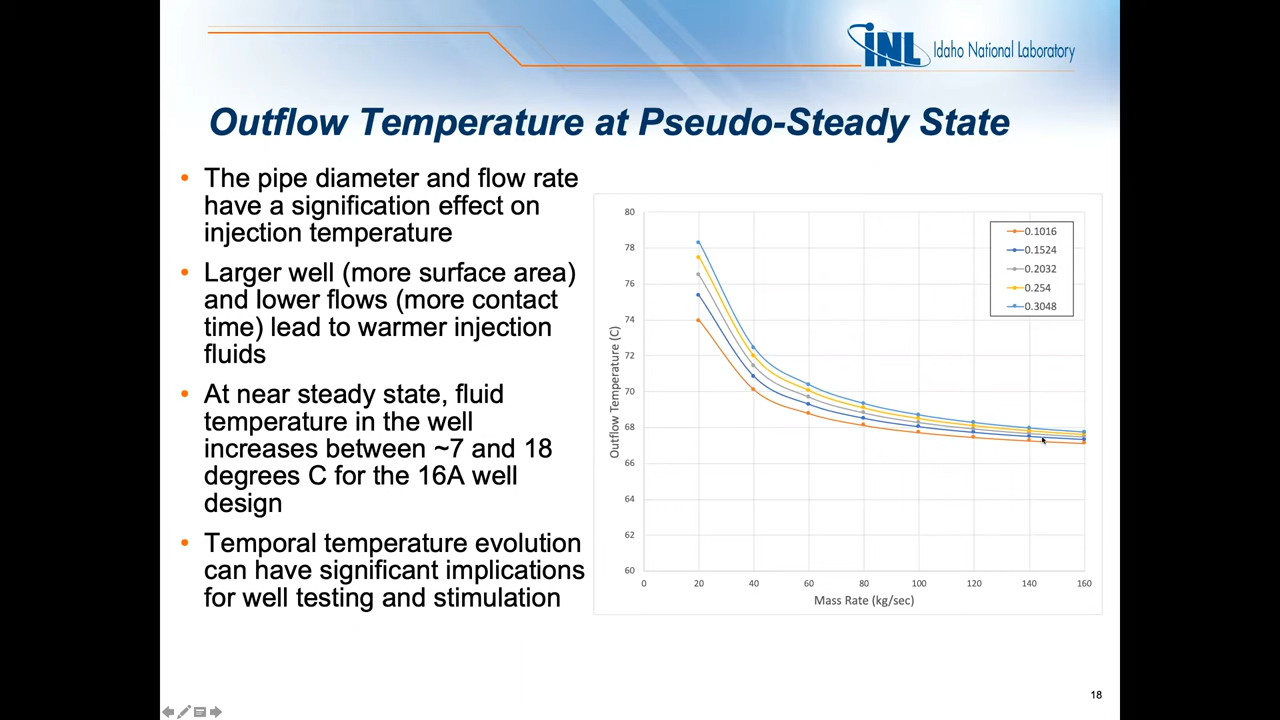 INL Idaho National Laboratory
Outflow Temperature at Pseudo-Steady State
• The pipe diameter and flow rate
have a signification effect on
injection temperature
• Larger well (more surface area)
and lower flows (more contact
time) lead to warmer injection
fluids
• At near steady state, fluid
temperature in the well
increases between ~7 and 18
degrees C for the 16A well
design
• Temporal temperature evolution
can have significant implications
for well testing and stimulation
Outflow Temperature (C)
80
78
76
74
72
70
68
66
64
62
60
0 20 40 60 80 100 120 140 160
Mass Rate (kg/sec)
0.1016
0.1524
0.2032
0.254
0.3048
18